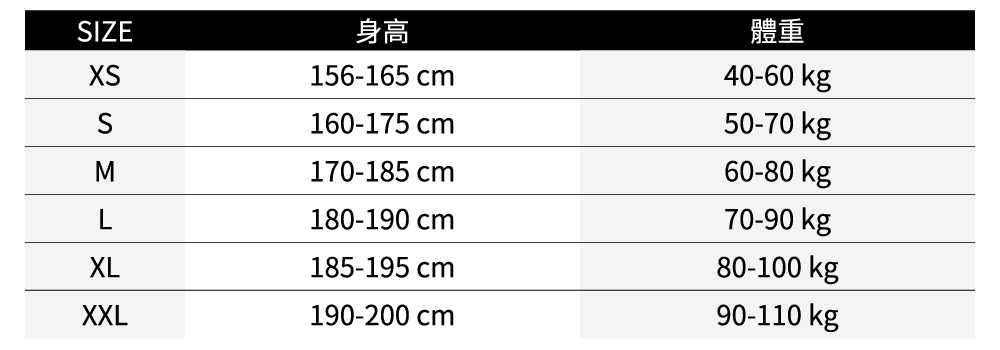 SIZE 身高 體重
XS 156-165 cm 40-60 kg
S 160-175 cm 50-70 kg
M 170-185 cm 60-80 kg
L 180-190 cm 70-90 kg
XL 185-195 cm 80-100 kg
XXL 190-200 cm 90-110 kg